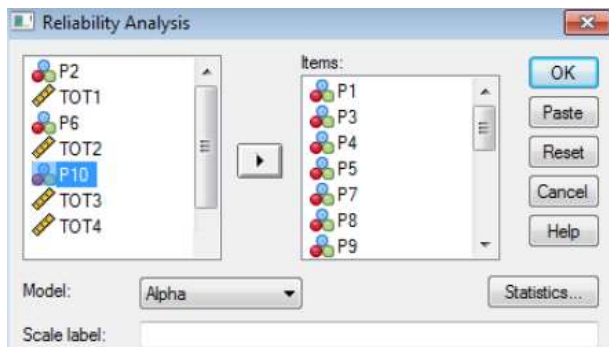 Reliability Analysis
P2
TOT1
P6
TOT2
P10
TOT3
TOT4
Items:
P1
P3
P4
P5
P7
P8
P9
OK
Paste
Reset
Cancel
Help
Model:
Alpha
Statistics...
Scale label: